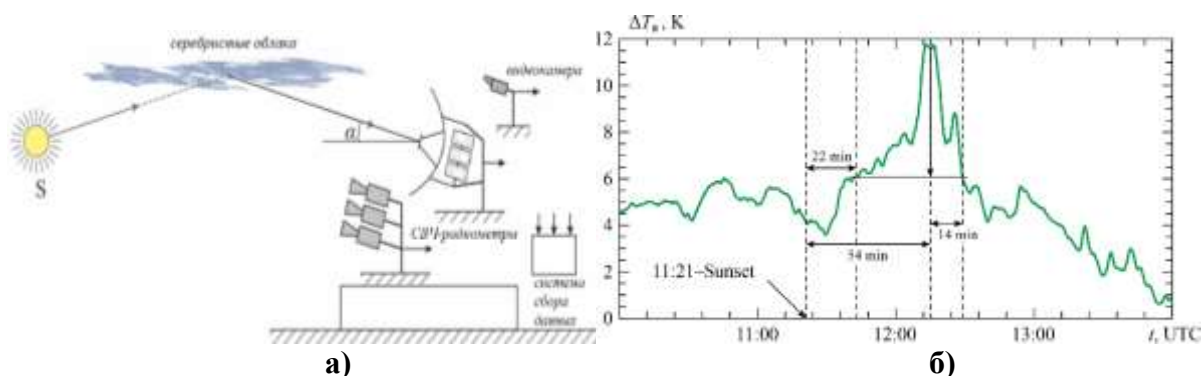 серебристые облака
видеокамера
α
S
СВЧ-радиометры
система
сбора
данных
а)
ΔTя, K
12
10
8
6
4
2
0
22 min
14 min
54 min
11:21–Sunset
11:00
12:00
13:00
t, UTC
б)